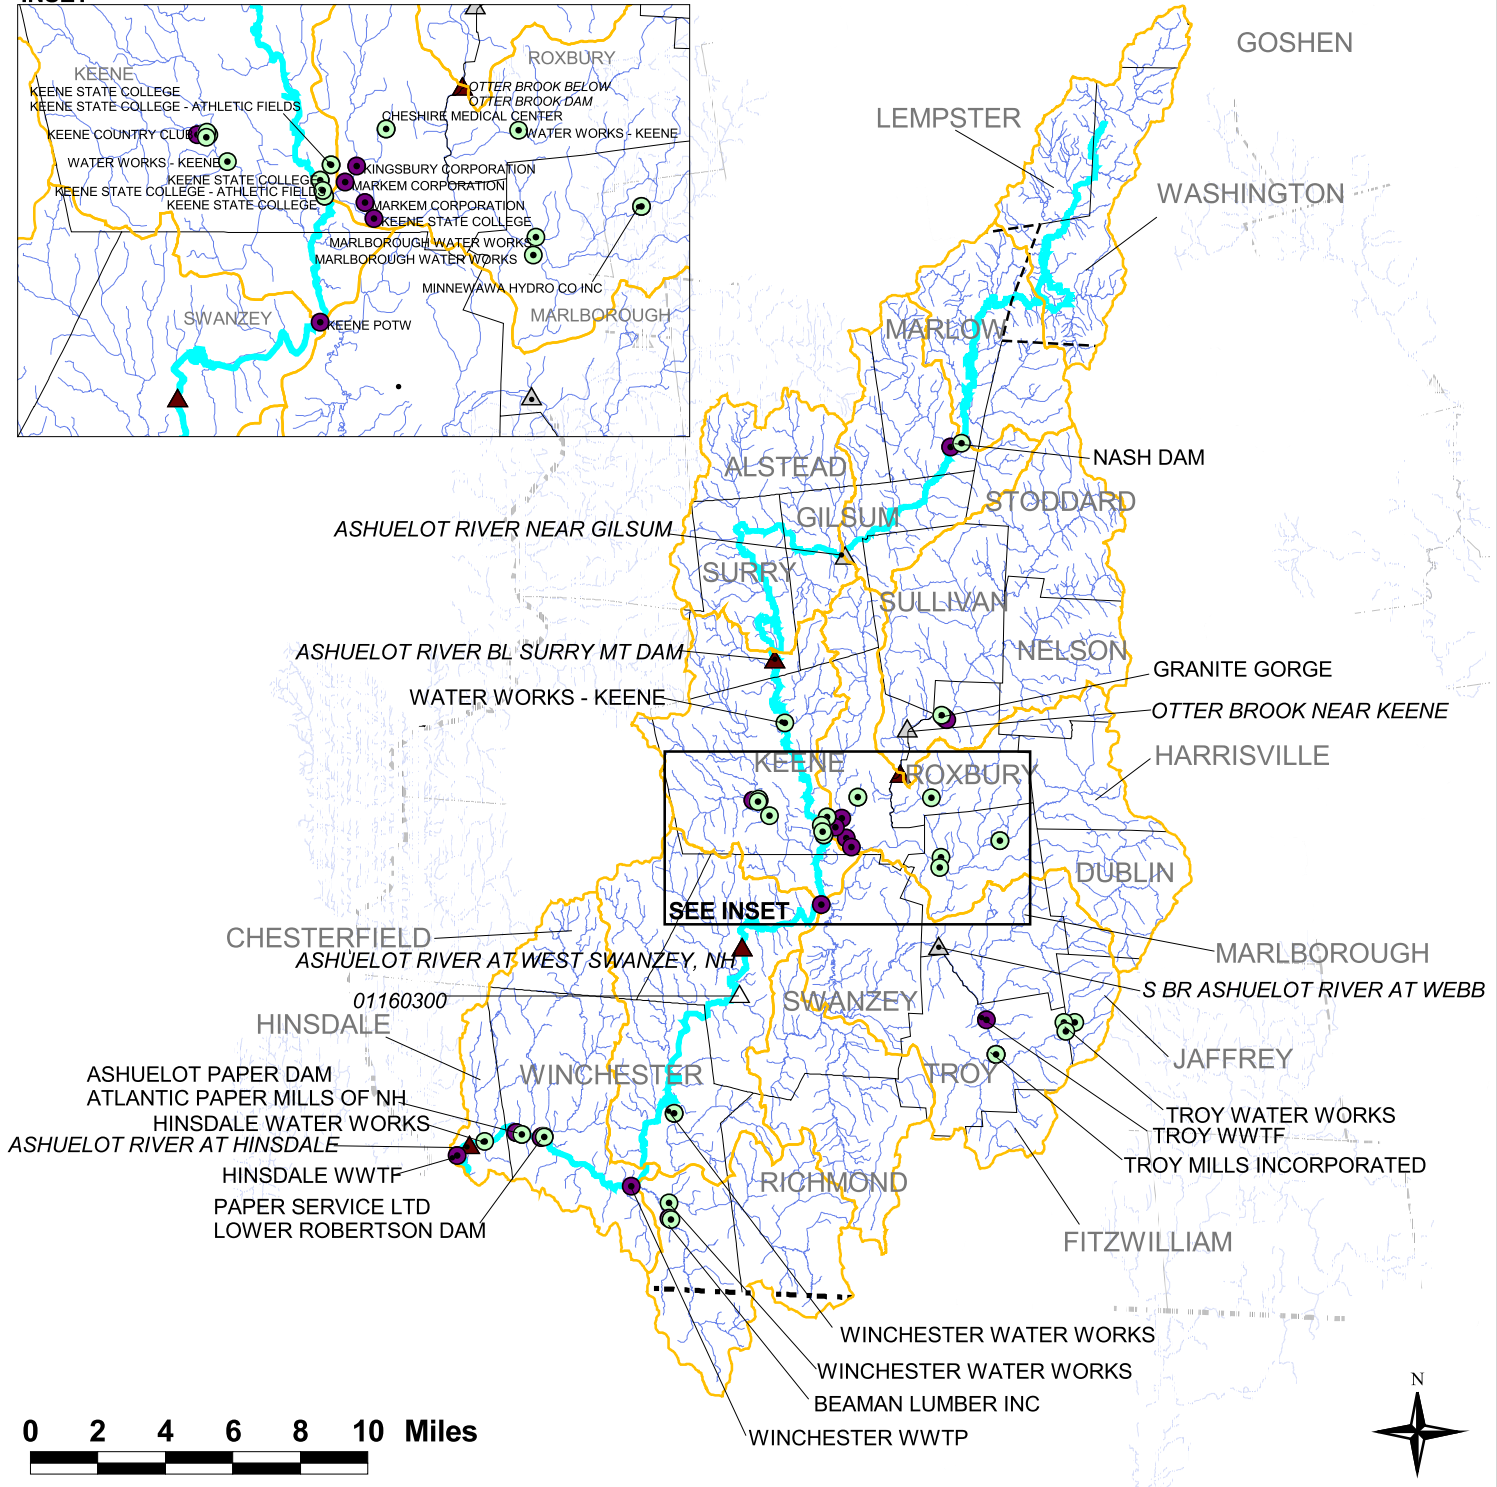 INSET
KEENE
ROXBURY
KEENE STATE COLLEGE
KEENE STATE COLLEGE - ATHLETIC FIELDS
OTTER BROOK BELOW
OTTER BROOK DAM
CHESHIRE MEDICAL CENTER
KEENE COUNTRY CLUB
WATER WORKS - KEENE
WATER WORKS - KEENE
KINGSBURY CORPORATION
KEENE STATE COLLEGE
MARKEM CORPORATION
KEENE STATE COLLEGE - ATHLETIC FIELDS
KEENE STATE COLLEGE
MARKEM CORPORATION
KEENE STATE COLLEGE
MARLBOROUGH WATER WORKS
MARLBOROUGH WATER WORKS
MINNEWAWA HYDRO CO INC
SWANZEY
MARLBOROUGH
KEENE POTW
GOSHEN
LEMPSTER
WASHINGTON
MARLOW
NASH DAM
ALSTEAD
STODDARD
GILSUM
ASHUELOT RIVER NEAR GILSUM
SURRY
SULLIVAN
NELSON
ASHUELOT RIVER BL SURRY MT DAM
GRANITE GORGE
WATER WORKS - KEENE
OTTER BROOK NEAR KEENE
HARRISVILLE
KEENE
ROXBURY
DUBLIN
SEE INSET
CHESTERFIELD
ASHUELOT RIVER AT WEST SWANZEY, NH
MARLBOROUGH
S BR ASHUELOT RIVER AT WEBB
01160300
SWANZEY
HINSDALE
JAFFREY
WINCHESTER
TROY
ASHUELOT PAPER DAM
ATLANTIC PAPER MILLS OF NH
HINSDALE WATER WORKS
ASHUELOT RIVER AT HINSDALE
HINSDALE WWTF
PAPER SERVICE LTD
LOWER ROBERTSON DAM
TROY WATER WORKS
TROY WWTF
TROY MILLS INCORPORATED
RICHMOND
FITZWILLIAM
WINCHESTER WATER WORKS
WINCHESTER WATER WORKS
BEAMAN LUMBER INC
WINCHESTER WWTP
0 2 4 6 8 10 Miles
N